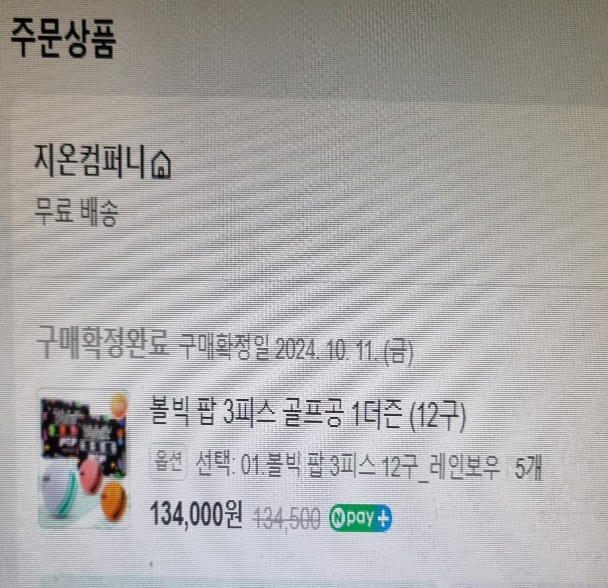 주문상품
지온컴퍼니
무료 배송
구매확정완료 구매확정일 2024. 10. 11. (금)
볼빅 팝 3피스 골프공 1더즌 (12구)
옵션 선택: 01.볼빅 팝 3피스 12구_레인보우 5개
134,000원 134,500 N pay+